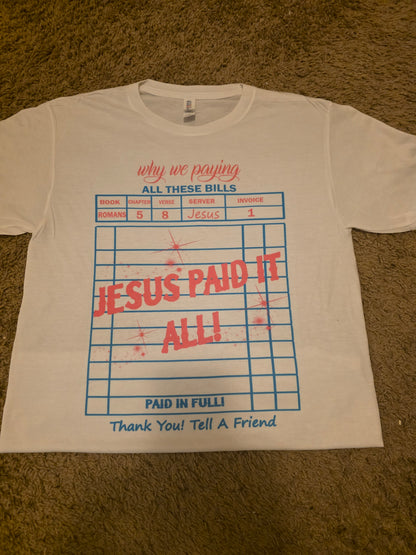 why we paying
ALL THESE BILLS
BOOK CHAPTER VERSE SERVER INVOICE
ROMANS 5 8 Jesus 1
JESUS PAID IT
ALL!
PAID IN FULL!
Thank You! Tell A Friend